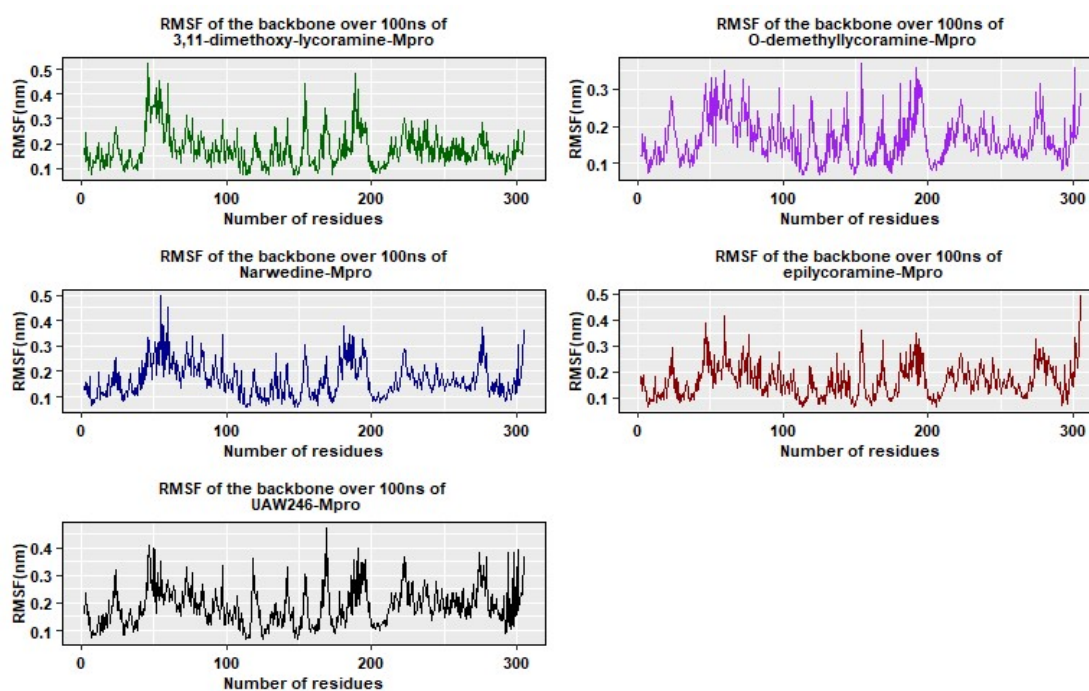 RMSF of the backbone over 100ns of
3,11-dimethoxy-lycoramine-Mpro
RMSF(nm)
0.5
0.4
0.3
0.2
0.1
0
100
200
300
Number of residues
RMSF of the backbone over 100ns of
O-demethyllycoramine-Mpro
RMSF(nm)
0.3
0.2
0.1
0
100
200
300
Number of residues
RMSF of the backbone over 100ns of
Narwedine-Mpro
RMSF(nm)
0.5
0.4
0.3
0.2
0.1
0
100
200
300
Number of residues
RMSF of the backbone over 100ns of
epilycoramine-Mpro
RMSF(nm)
0.5
0.4
0.3
0.2
0.1
0
100
200
300
Number of residues
RMSF of the backbone over 100ns of
UAW246-Mpro
RMSF(nm)
0.4
0.3
0.2
0.1
0
100
200
300
Number of residues